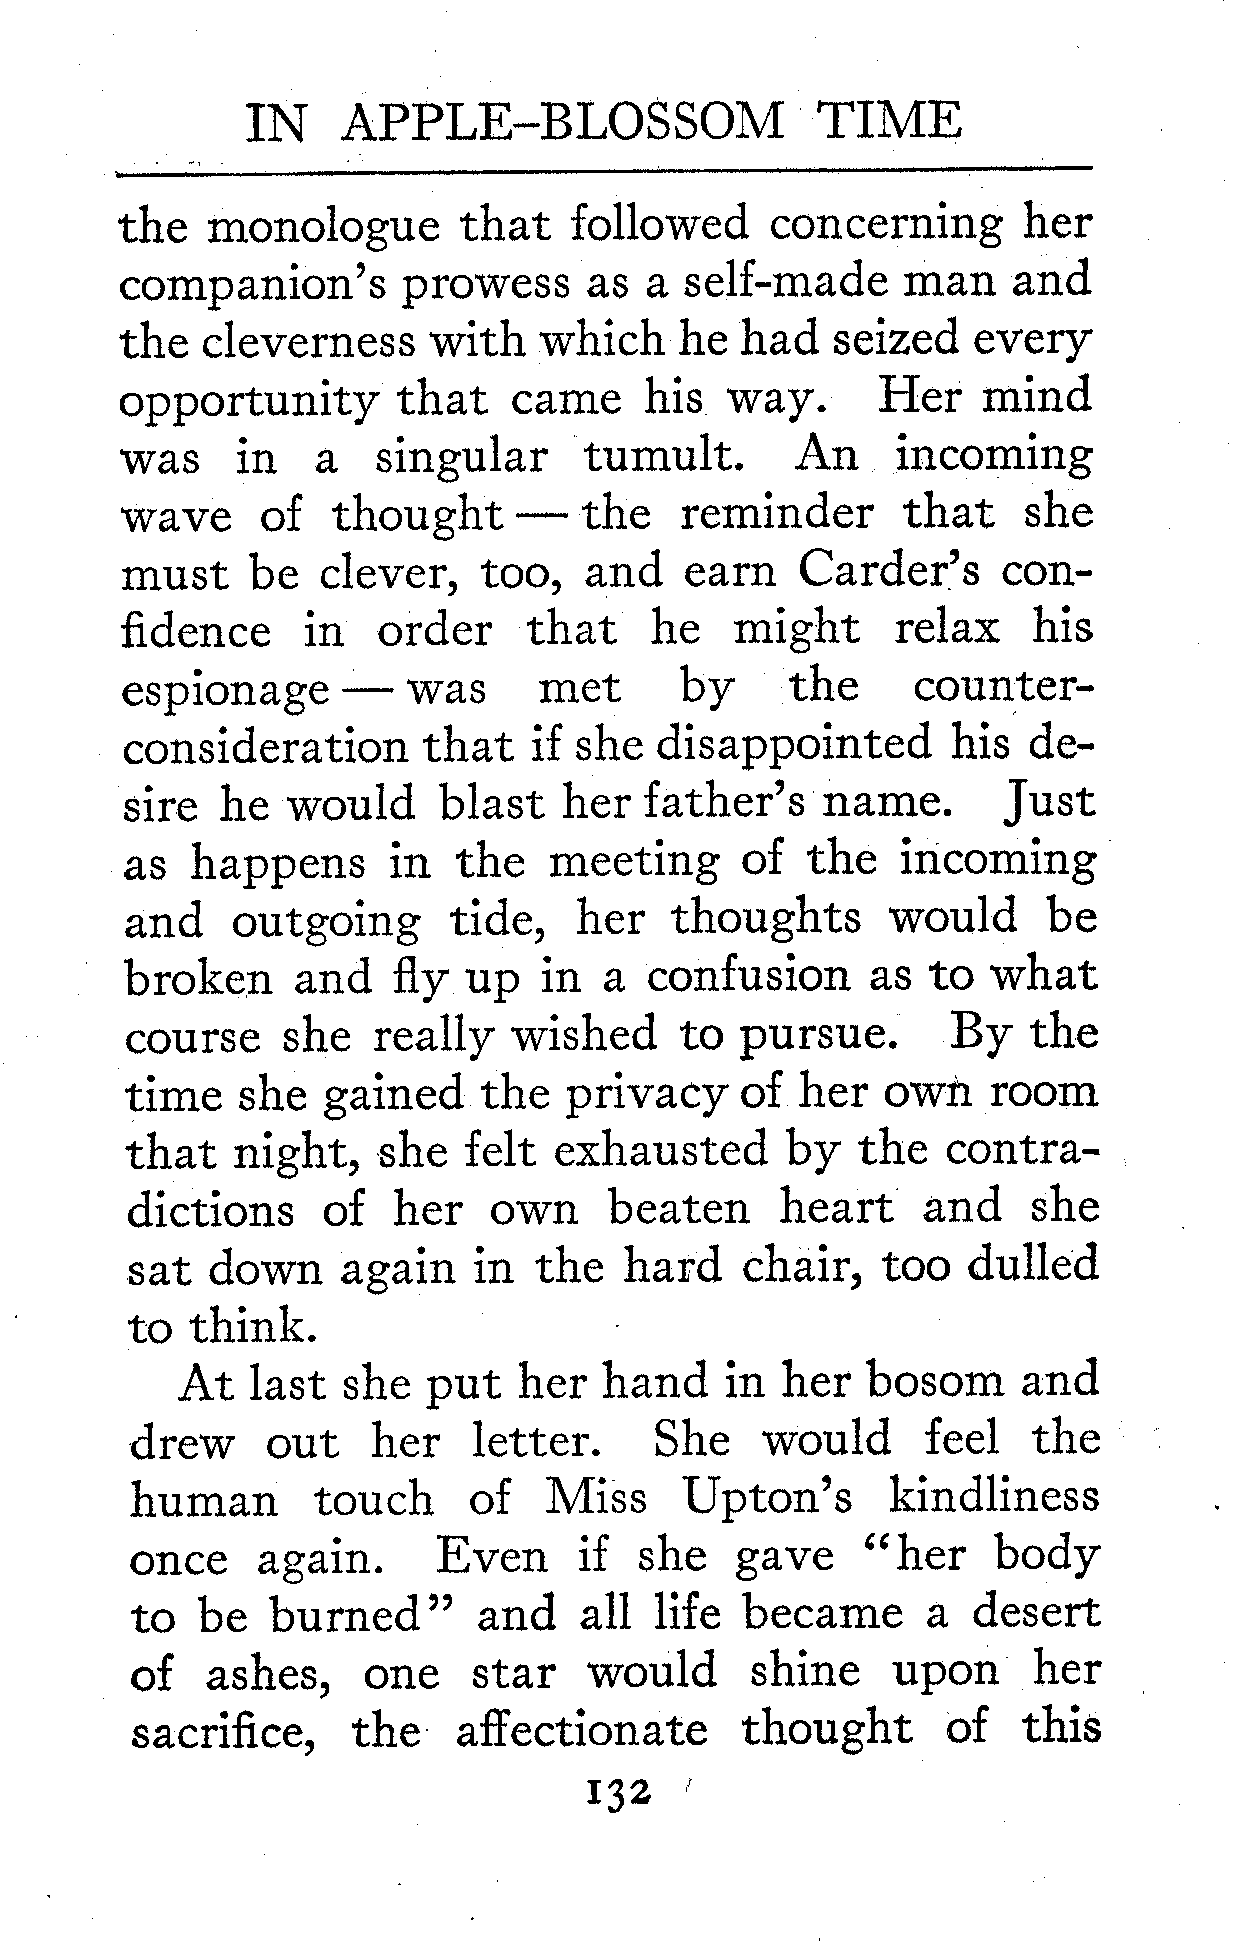 IN APPLE-BLOSSOM TIME
the monologue that followed concerning her
companion's prowess as a self-made man and
the cleverness with which he had seized every
opportunity that came his way. Her mind
was in a singular tumult. An incoming
wave of thought — the reminder that she
must be clever, too, and earn Carder's con-
fidence in order that he might relax his
espionage — was met by the counter-
consideration that if she disappointed his de-
sire he would blast her father's name. Just
as happens in the meeting of the incoming
and outgoing tide, her thoughts would be
broken and fly up in a confusion as to what
course she really wished to pursue. By the
time she gained the privacy of her own room
that night, she felt exhausted by the contra-
dictions of her own beaten heart and she
sat down again in the hard chair, too dulled
to think.
At last she put her hand in her bosom and
drew out her letter. She would feel the
human touch of Miss Upton's kindliness
once again. Even if she gave "her body
to be burned" and all life became a desert
of ashes, one star would shine upon her
sacrifice, the affectionate thought of this
132